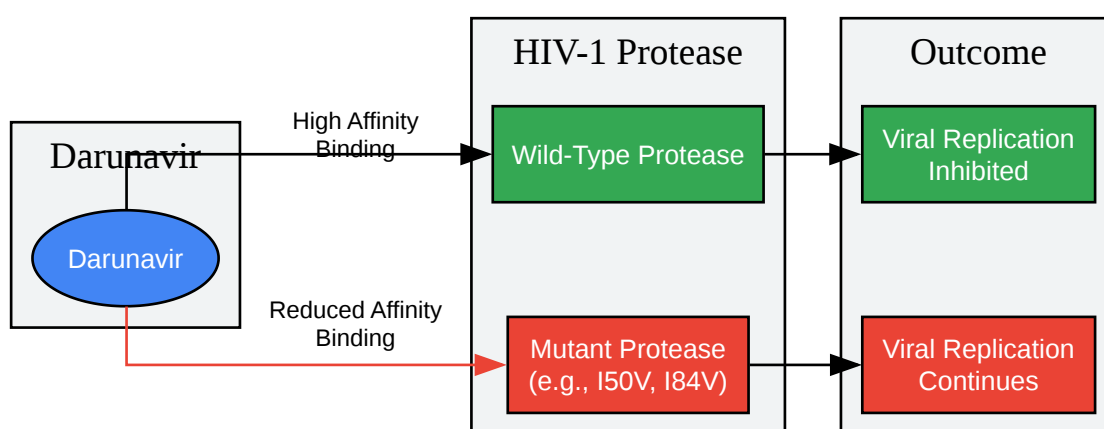 HIV-1 Protease
Outcome
High Affinity
Binding
Wild-Type Protease
Viral Replication
Inhibited
Darunavir
Darunavir
Reduced Affinity
Binding
Mutant Protease
(e.g., I50V, I84V)
Viral Replication
Continues